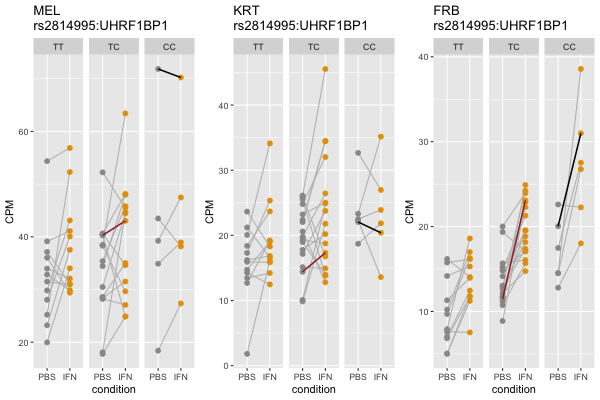 MEL
rs2814995:UHRF1BP1
TT TC CC
CPM
60
40
20
PBS IFN PBS IFN PBS IFN
condition
KRT
rs2814995:UHRF1BP1
TT TC CC
CPM
40
30
20
10
0
PBS IFN PBS IFN PBS IFN
condition
FRB
rs2814995:UHRF1BP1
TT TC CC
CPM
40
30
20
10
PBS IFN PBS IFN PBS IFN
condition